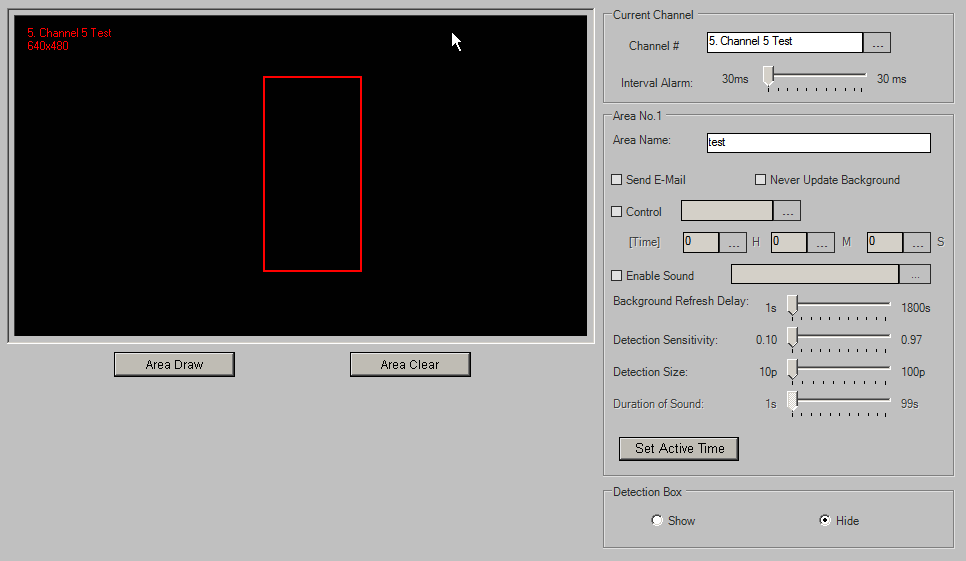 5. Channel 5 Test
640x480
Area Draw
Area Clear
Current Channel
Channel #
5. Channel 5 Test
...
Interval Alarm:
30ms
30 ms
Area No.1
Area Name:
test
Send E-Mail
Never Update Background
Control
...
[Time]
0
...
H
0
...
M
0
...
S
Enable Sound
...
Background Refresh Delay:
1s
1800s
Detection Sensitivity:
0.10
0.97
Detection Size:
10p
100p
Duration of Sound:
1s
99s
Set Active Time
Detection Box
Show
Hide